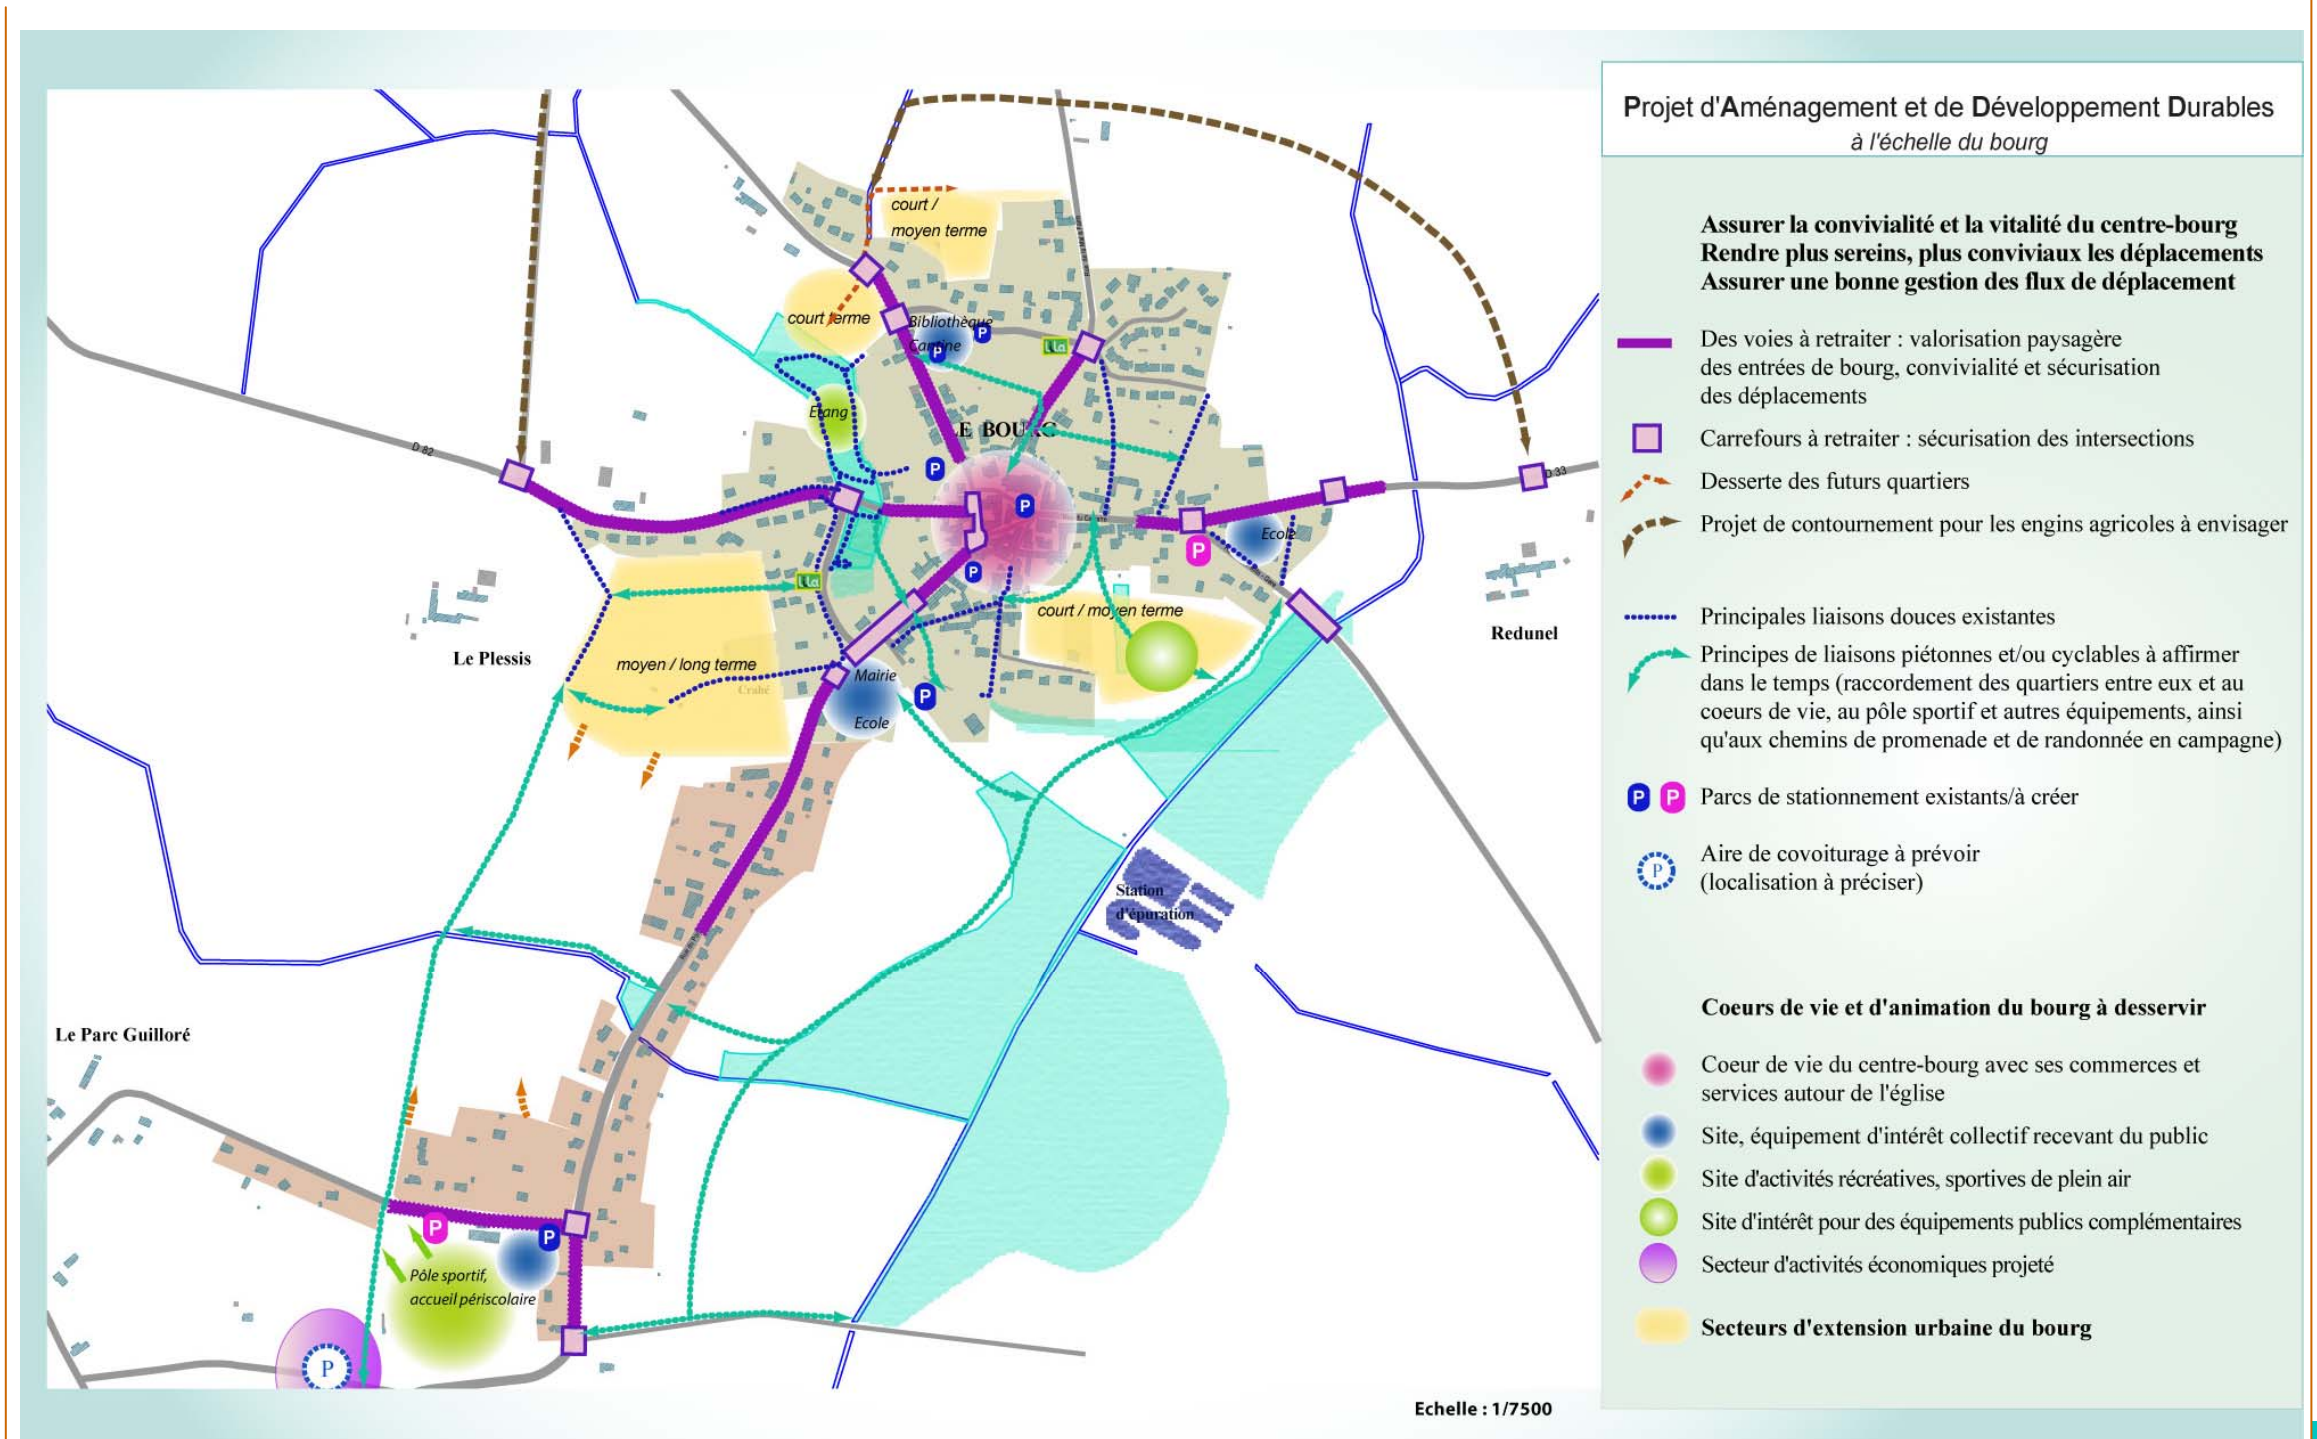 Projet d'Aménagement et de Développement Durables
à l'échelle du bourg
Assurer la convivialité et la vitalité du centre-bourg
Rendre plus sereins, plus conviviaux les déplacements
Assurer une bonne gestion des flux de déplacement
Des voies à retraiter : valorisation paysagère
des entrées de bourg, convivialité et sécurisation
des déplacements
Carrefours à retraiter : sécurisation des intersections
Desserte des futurs quartiers
Projet de contournement pour les engins agricoles à envisager
Principales liaisons douces existantes
Principes de liaisons piétonnes et/ou cyclables à affirmer
dans le temps (raccordement des quartiers entre eux et au
coeurs de vie, au pôle sportif et autres équipements, ainsi
qu'aux chemins de promenade et de randonnée en campagne)
P P Parcs de stationnement existants/à créer
P Aire de covoiturage à prévoir
(localisation à préciser)
Coeurs de vie et d'animation du bourg à desservir
Coeur de vie du centre-bourg avec ses commerces et
services autour de l'église
Site, équipement d'intérêt collectif recevant du public
Site d'activités récréatives, sportives de plein air
Site d'intérêt pour des équipements publics complémentaires
Secteur d'activités économiques projeté
Secteurs d'extension urbaine du bourg
court /
moyen terme
court terme
Bibliothèque
P
Cantine
P
Etang
LE BOURG
D 82
P
P
D 33
Ecole
P
P
court / moyen terme
Redunel
Le Plessis
moyen / long terme
Crahé
Mairie
P
Ecole
Station
d'épuration
Le Parc Guilloré
P
P
Pôle sportif,
accueil périscolaire
P
Echelle : 1/7500